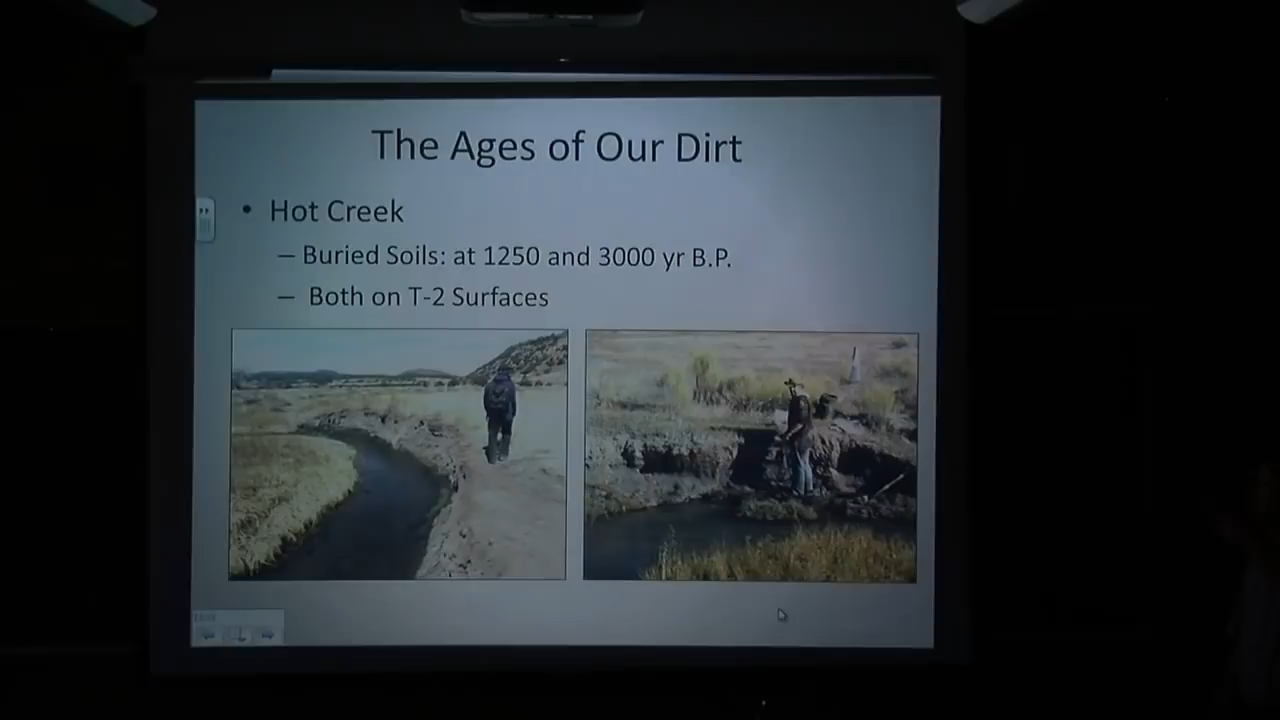 The Ages of Our Dirt
• Hot Creek
– Buried Soils: at 1250 and 3000 yr B.P.
– Both on T-2 Surfaces